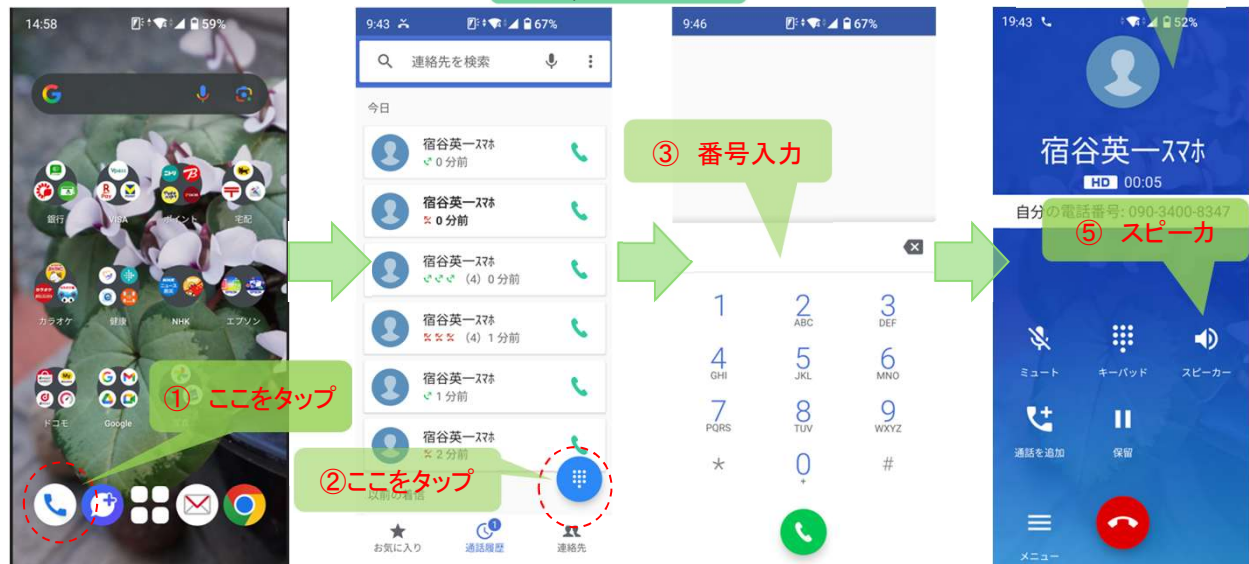 14:58
59%
銀行
VISA
ポイント
宅配
カラオケ
健康
NHK
エプソン
ドコモ
Google
① ここをタップ
9:43
67%
連絡先を検索
今日
宿谷英一スマホ
0 分前
宿谷英一スマホ
0 分前
宿谷英一スマホ
(4) 0 分前
宿谷英一スマホ
(4) 1 分前
宿谷英一スマホ
1 分前
宿谷英一スマホ
2 分前
②ここをタップ
以前の着信
お気に入り
1
通話履歴
連絡先
9:46
67%
③ 番号入力
1
2
ABC
3
DEF
4
GHI
5
JKL
6
MNO
7
PQRS
8
TUV
9
WXYZ
*
0
+
#
19:43
52%
宿谷英一スマホ
HD 00:05
自分の電話番号: 090-3400-8347
⑤ スピーカ
ミュート
キーパッド
スピーカー
通話を追加
保留
メニュー